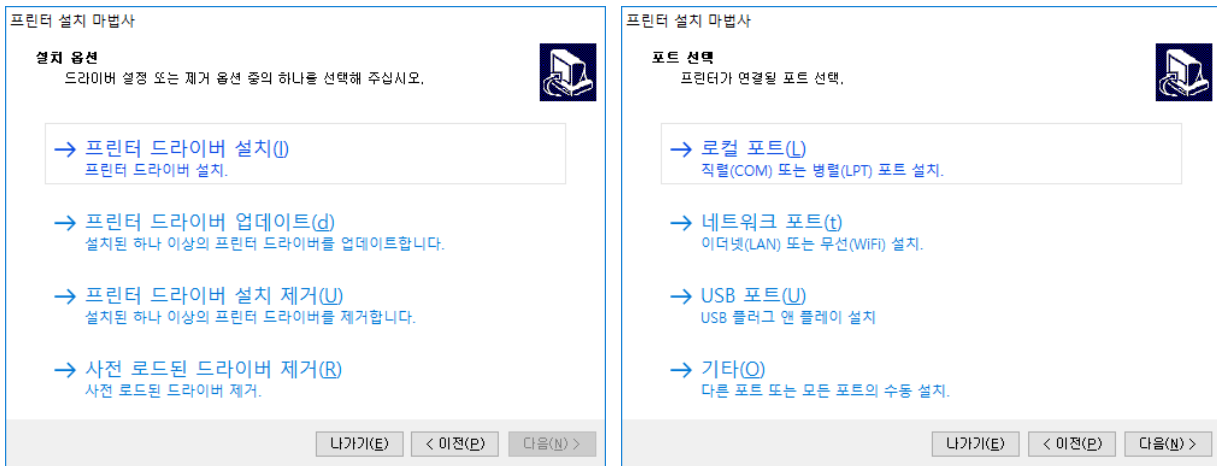 프린터 설치 마법사
설치 옵션
드라이버 설정 또는 제거 옵션 중의 하나를 선택해 주십시오.
→ 프린터 드라이버 설치(I)
프린터 드라이버 설치.
→ 프린터 드라이버 업데이트(d)
설치된 하나 이상의 프린터 드라이버를 업데이트합니다.
→ 프린터 드라이버 설치 제거(U)
설치된 하나 이상의 프린터 드라이버를 제거합니다.
→ 사전 로드된 드라이버 제거(R)
사전 로드된 드라이버 제거.
나가기(E) < 이전(P) 다음(N) >
프린터 설치 마법사
포트 선택
프린터가 연결될 포트 선택.
→ 로컬 포트(L)
직렬(COM) 또는 병렬(LPT) 포트 설치.
→ 네트워크 포트(t)
이더넷(LAN) 또는 무선(WiFi) 설치.
→ USB 포트(U)
USB 플러그 앤 플레이 설치
→ 기타(O)
다른 포트 또는 모든 포트의 수동 설치.
나가기(E) < 이전(P) 다음(N) >